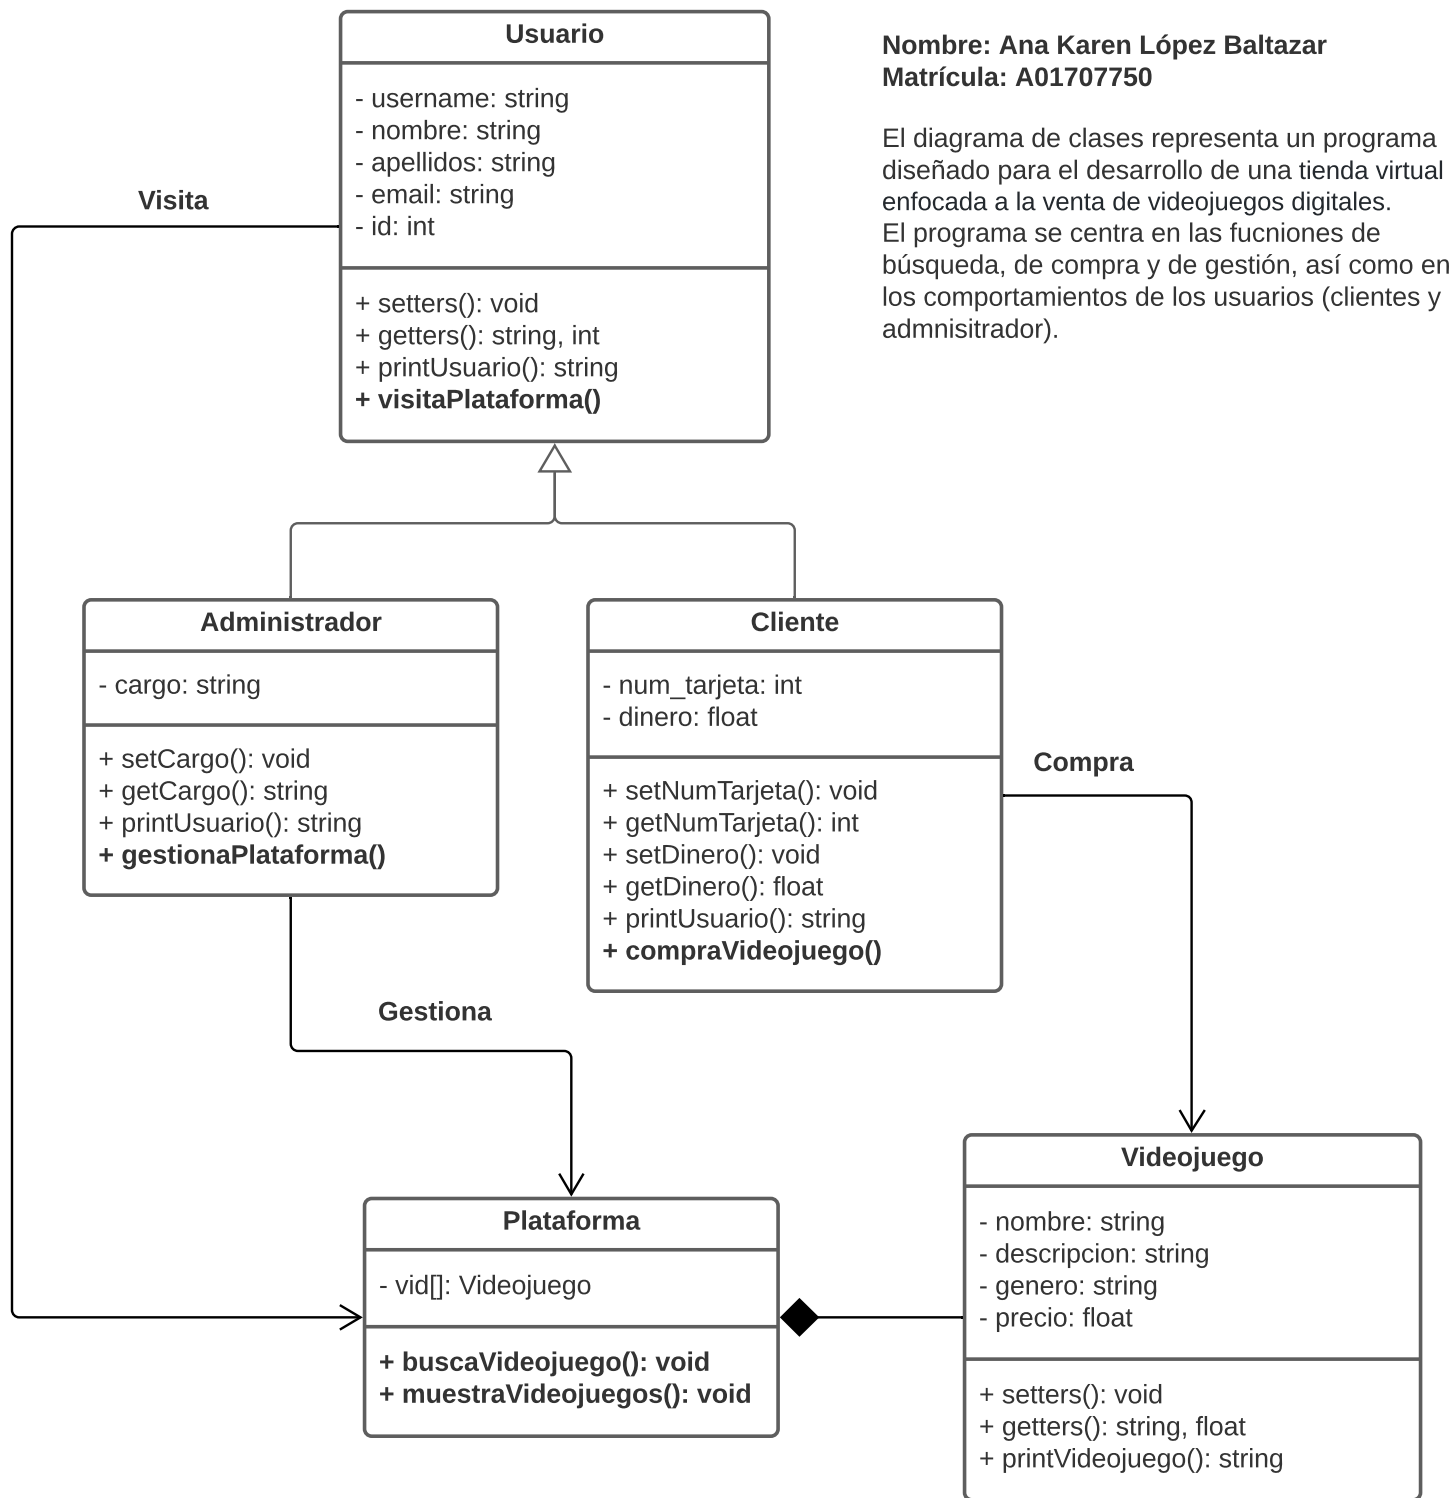 Usuario
- username: string
- nombre: string
- apellidos: string
- email: string
- id: int
+ setters(): void
+ getters(): string, int
+ printUsuario(): string
+ visitaPlataforma()
Nombre: Ana Karen López Baltazar
Matrícula: A01707750
El diagrama de clases representa un programa
diseñado para el desarrollo de una tienda virtual
enfocada a la venta de videojuegos digitales.
El programa se centra en las fucniones de
búsqueda, de compra y de gestión, así como en
los comportamientos de los usuarios (clientes y
admnisitrador).
Visita
Administrador
- cargo: string
+ setCargo(): void
+ getCargo(): string
+ printUsuario(): string
+ gestionaPlataforma()
Cliente
- num_tarjeta: int
- dinero: float
+ setNumTarjeta(): void
+ getNumTarjeta(): int
+ setDinero(): void
+ getDinero(): float
+ printUsuario(): string
+ compraVideojuego()
Compra
Gestiona
Plataforma
- vid[]: Videojuego
+ buscaVideojuego(): void
+ muestraVideojuegos(): void
Videojuego
- nombre: string
- descripcion: string
- genero: string
- precio: float
+ setters(): void
+ getters(): string, float
+ printVideojuego(): string